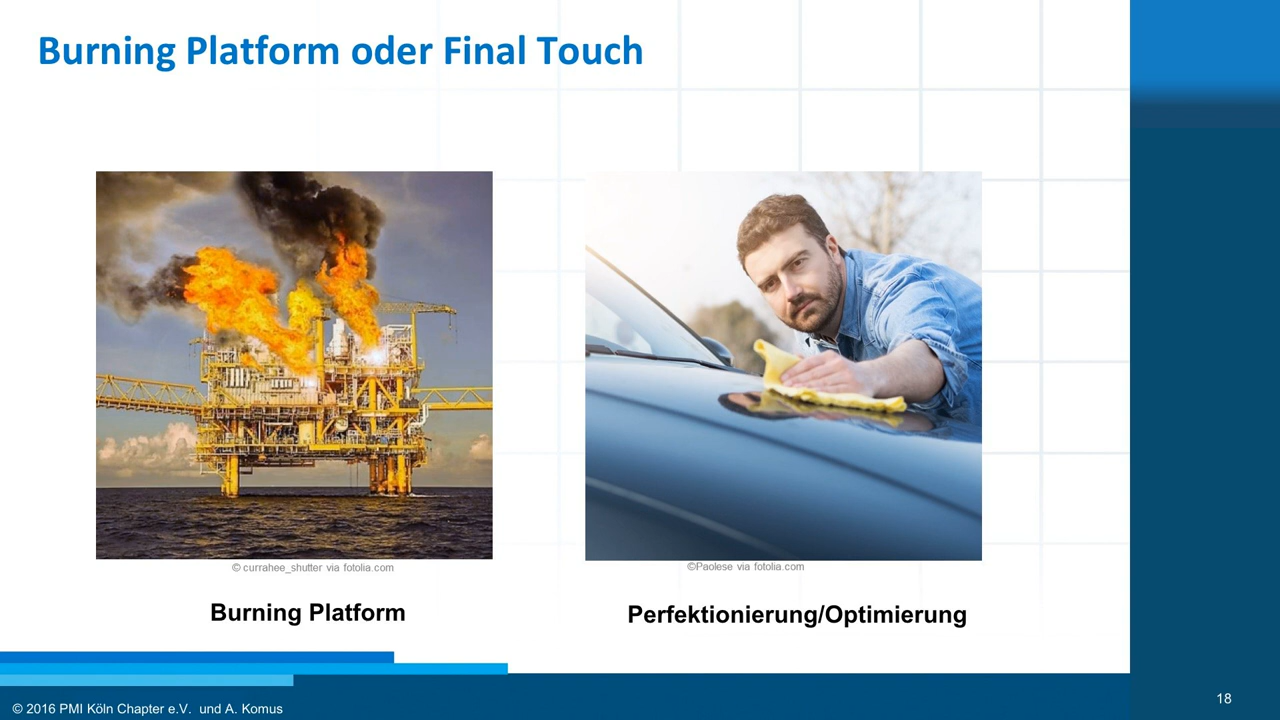 Burning Platform oder Final Touch
© currahee_shutter via fotolia.com
©Paolese via fotolia.com
Burning Platform
Perfektionierung/Optimierung
© 2016 PMI Köln Chapter e.V. und A. Komus
18